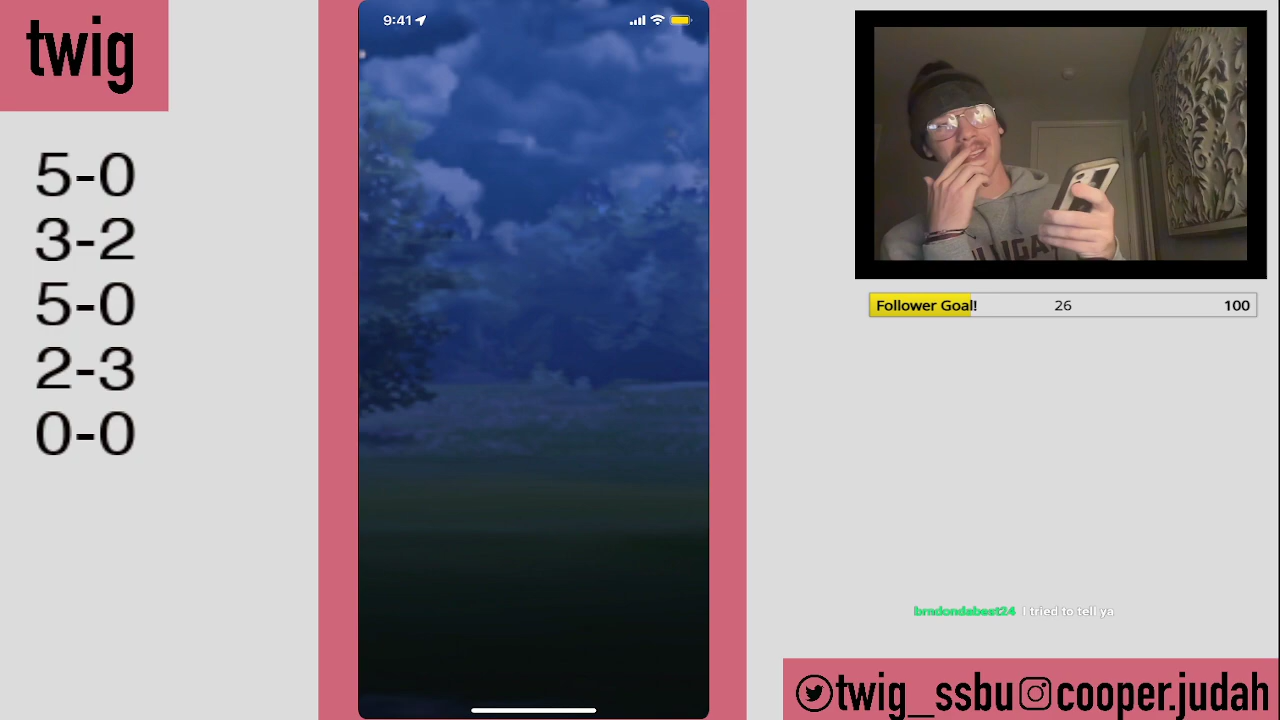 twig
5-0
3-2
5-0
2-3
0-0
9:41
Follower Goal! 26 100
brndondabest24 I tried to tell ya
twig_ssbu cooper.judah